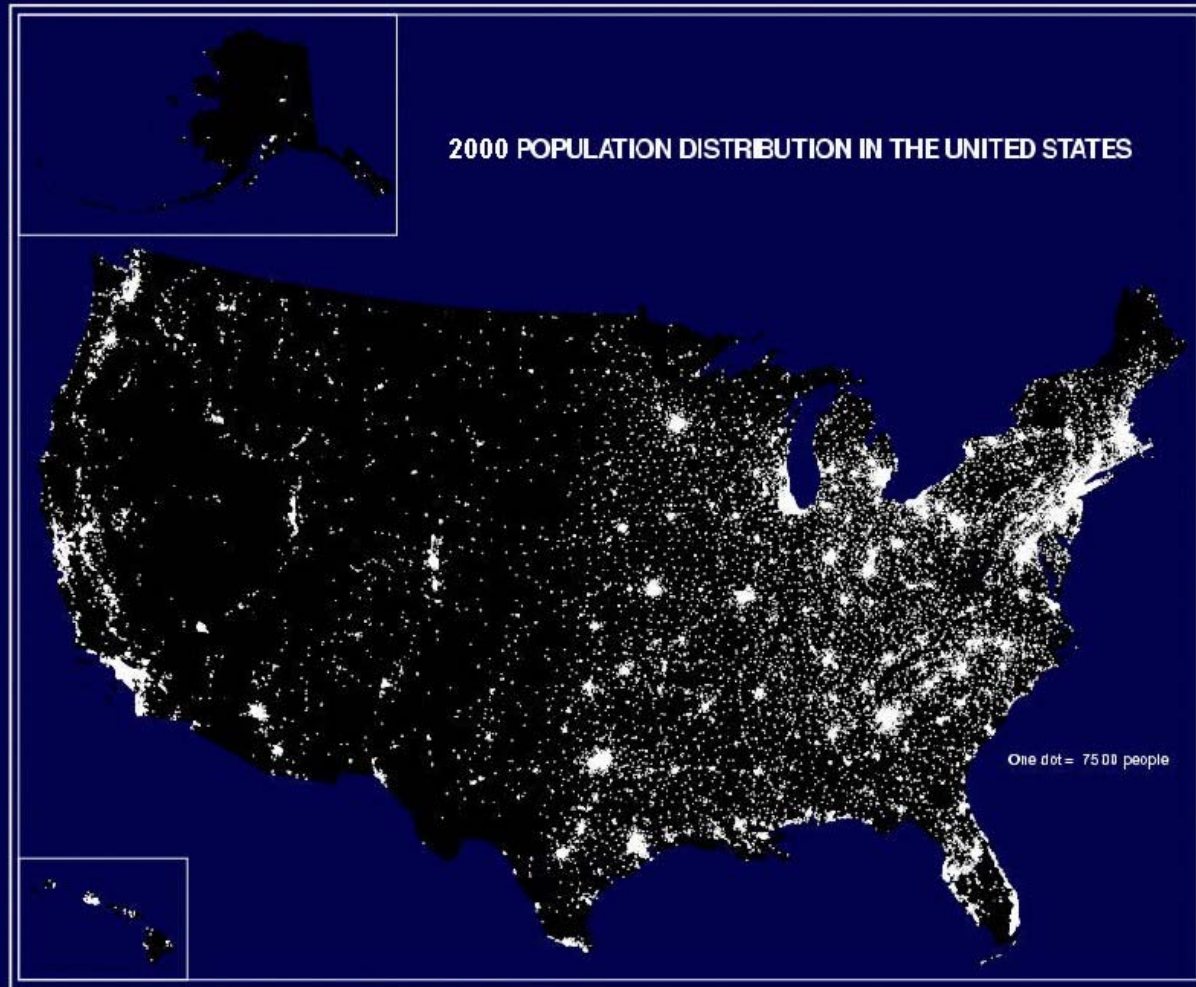 2000 POPULATION DISTRIBUTION IN THE UNITED STATES
One dot = 7500 people